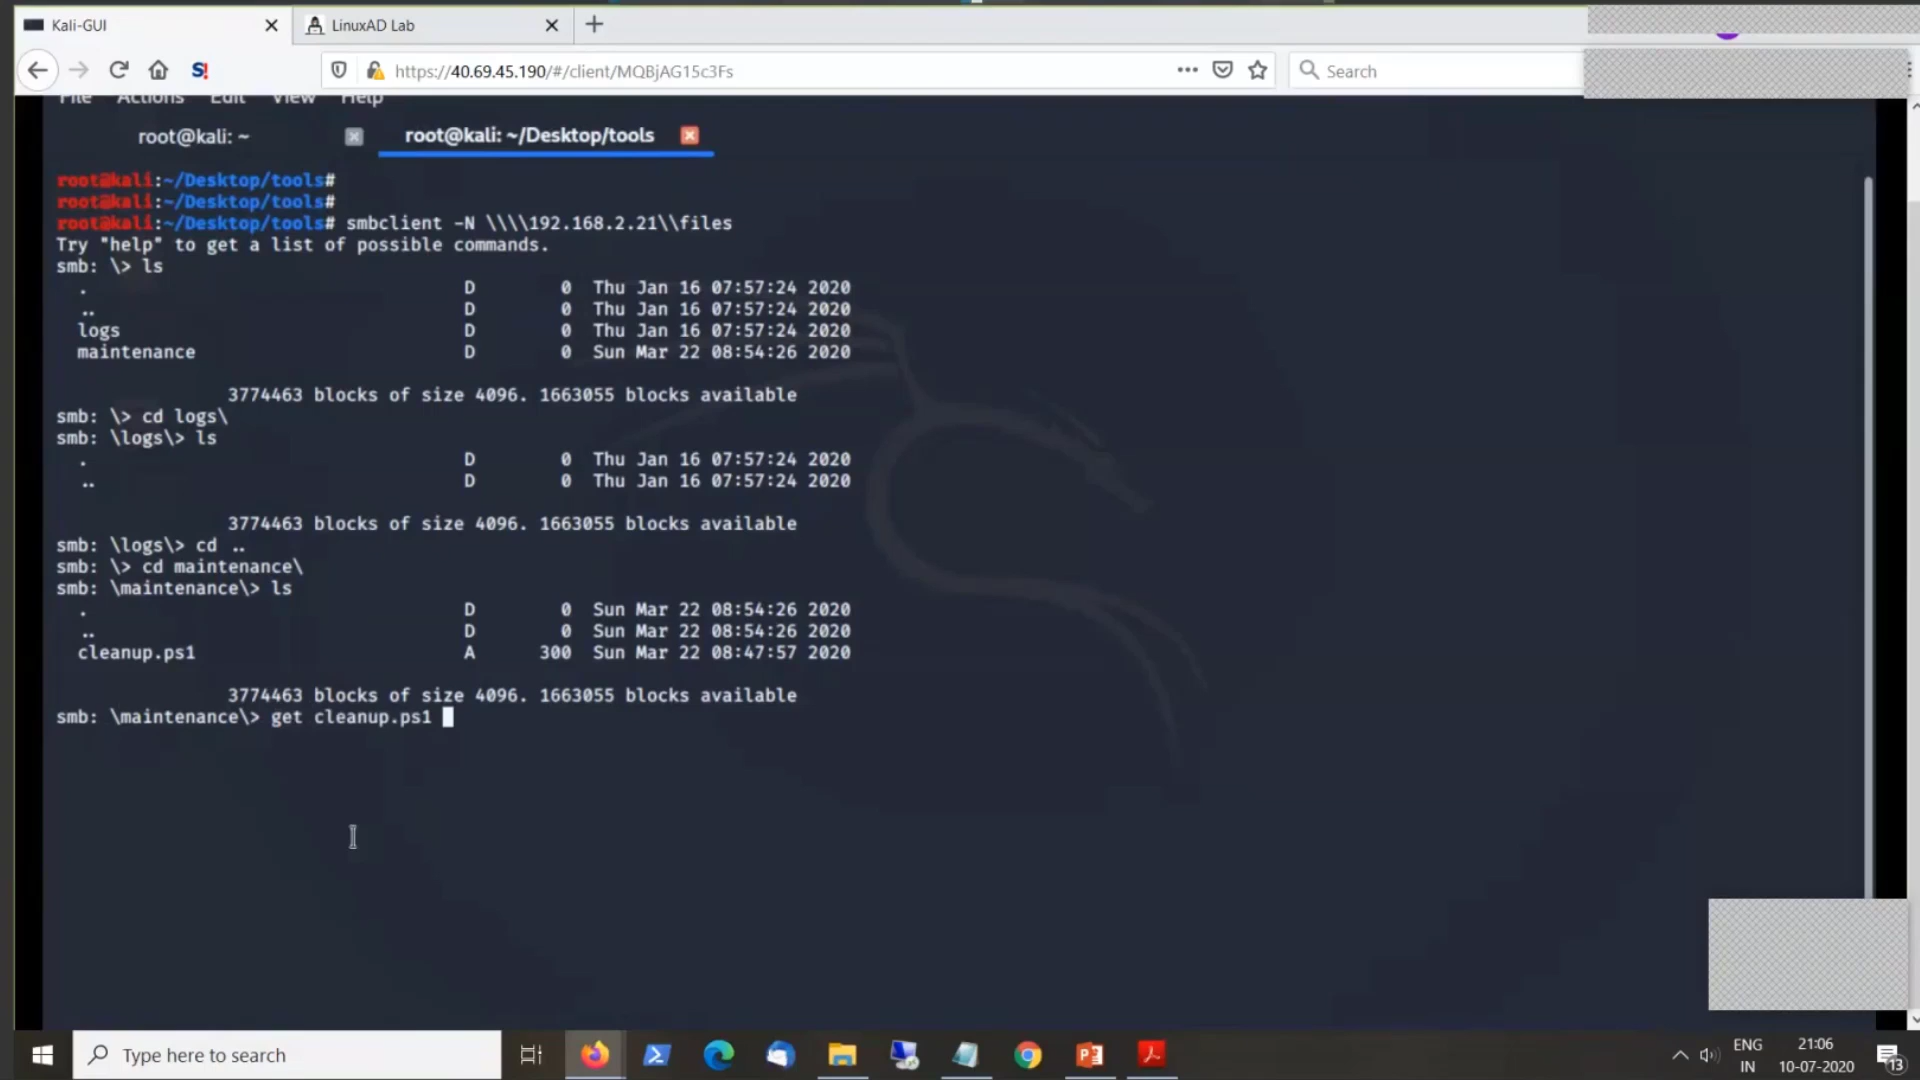 Kali-GUI
LinuxAD Lab
https://40.69.45.190/#/client/MQBjAG15c3Fs
Search
File Actions Edit View Help
root@kali: ~
root@kali: ~/Desktop/tools
root@kali:~/Desktop/tools#
root@kali:~/Desktop/tools#
root@kali:~/Desktop/tools# smbclient -N \\\\192.168.2.21\\files
Try "help" to get a list of possible commands.
smb: \> ls
. D 0 Thu Jan 16 07:57:24 2020
.. D 0 Thu Jan 16 07:57:24 2020
logs D 0 Thu Jan 16 07:57:24 2020
maintenance D 0 Sun Mar 22 08:54:26 2020
3774463 blocks of size 4096. 1663055 blocks available
smb: \> cd logs\
smb: \logs\> ls
. D 0 Thu Jan 16 07:57:24 2020
.. D 0 Thu Jan 16 07:57:24 2020
3774463 blocks of size 4096. 1663055 blocks available
smb: \logs\> cd ..
smb: \> cd maintenance\
smb: \maintenance\> ls
. D 0 Sun Mar 22 08:54:26 2020
.. D 0 Sun Mar 22 08:54:26 2020
cleanup.ps1 A 300 Sun Mar 22 08:47:57 2020
3774463 blocks of size 4096. 1663055 blocks available
smb: \maintenance\> get cleanup.ps1
Type here to search
ENG
IN
21:06
10-07-2020
13